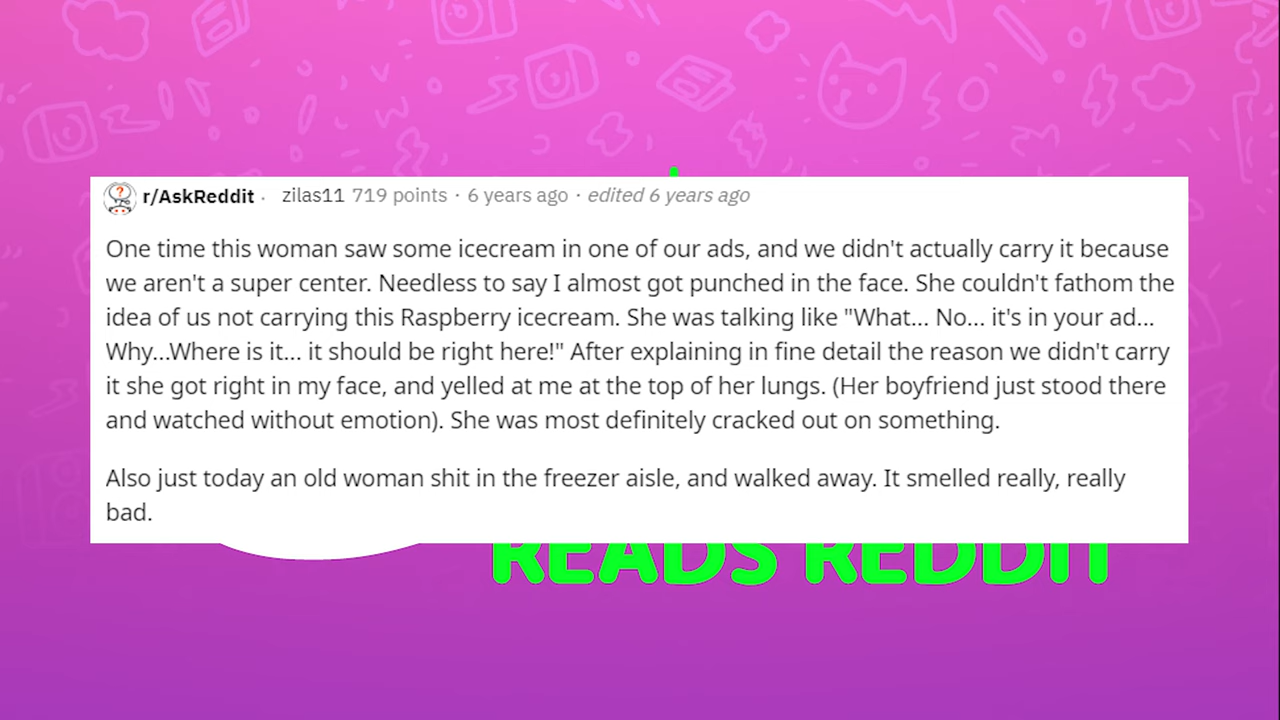 r/AskReddit · zilas11 719 points · 6 years ago · edited 6 years ago
One time this woman saw some icecream in one of our ads, and we didn't actually carry it because
we aren't a super center. Needless to say I almost got punched in the face. She couldn't fathom the
idea of us not carrying this Raspberry icecream. She was talking like "What... No... it's in your ad...
Why...Where is it... it should be right here!" After explaining in fine detail the reason we didn't carry
it she got right in my face, and yelled at me at the top of her lungs. (Her boyfriend just stood there
and watched without emotion). She was most definitely cracked out on something.
Also just today an old woman shit in the freezer aisle, and walked away. It smelled really, really
bad.
READS REDDIT